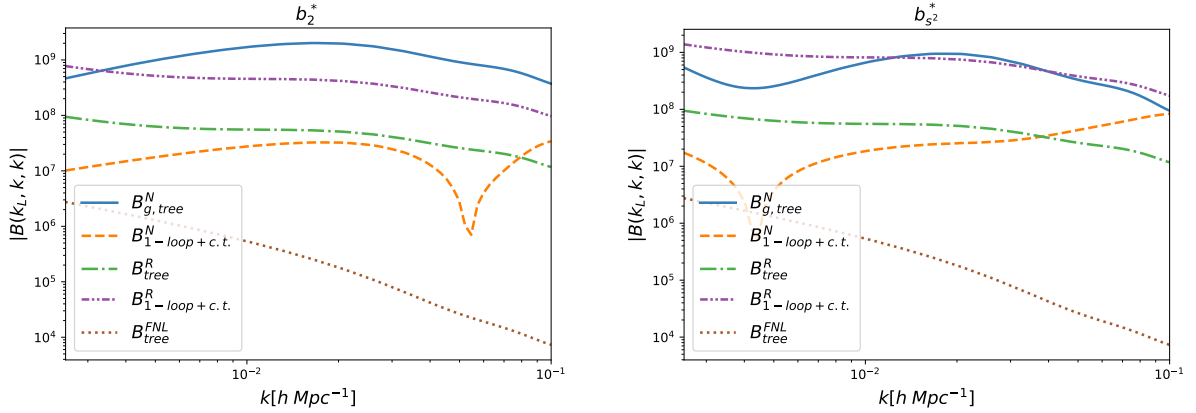 b_2^*
|B(k_L, k, k)|
10^9
10^8
10^7
10^6
10^5
10^4
B^N_{g, tree}
B^N_{1-loop+c.t.}
B^R_{tree}
B^R_{1-loop+c.t.}
B^{FNL}_{tree}
10^{-2}
10^{-1}
k[h Mpc^{-1}]
b_{s^2}^*
|B(k_L, k, k)|
10^9
10^8
10^7
10^6
10^5
10^4
B^N_{g, tree}
B^N_{1-loop+c.t.}
B^R_{tree}
B^R_{1-loop+c.t.}
B^{FNL}_{tree}
10^{-2}
10^{-1}
k[h Mpc^{-1}]